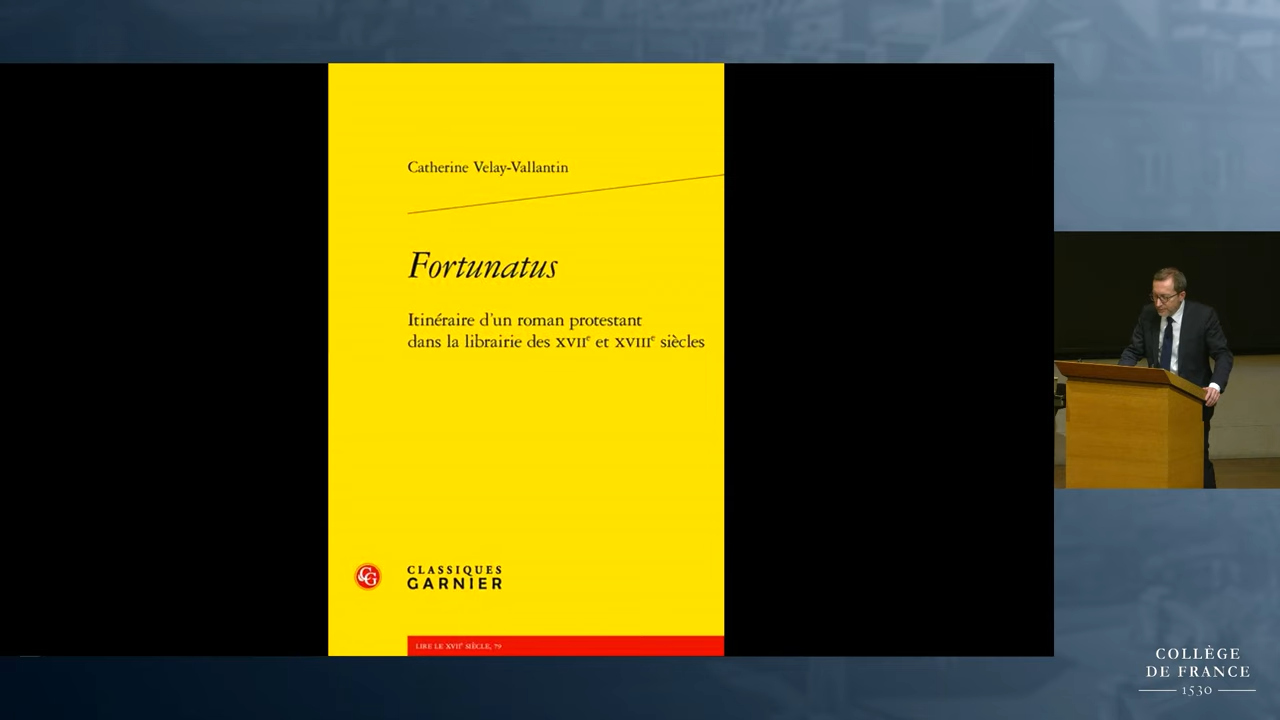 Catherine Velay-Vallantin
Fortunatus
Itinéraire d'un roman protestant
dans la librairie des XVIIe et XVIIIe siècles
CG
CLASSIQUES
GARNIER
LIRE LE XVIIe SIÈCLE, 79
COLLÈGE
DE FRANCE
1530